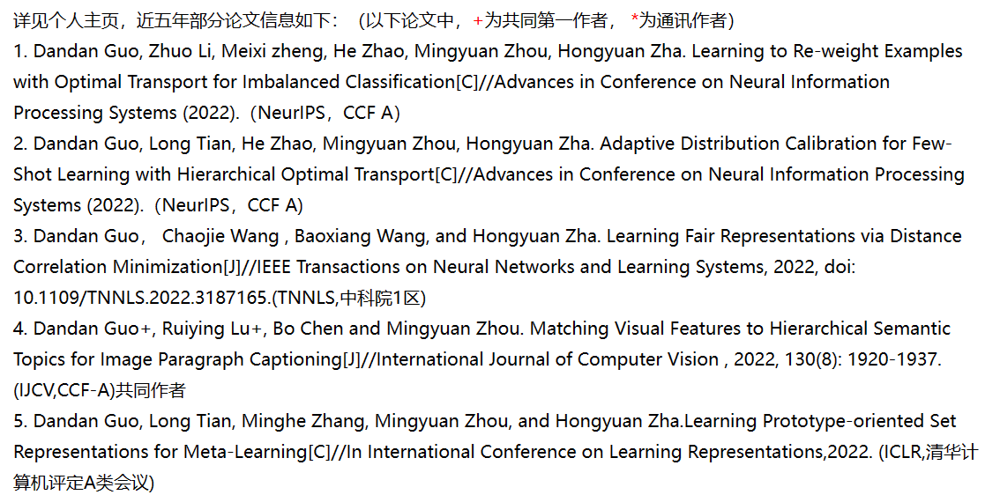 详见个人主页，近五年部分论文信息如下：（以下论文中，+为共同第一作者， *为通讯作者）
1. Dandan Guo, Zhuo Li, Meixi zheng, He Zhao, Mingyuan Zhou, Hongyuan Zha. Learning to Re-weight Examples
with Optimal Transport for Imbalanced Classification[C]//Advances in Conference on Neural Information
Processing Systems (2022).（NeurIPS，CCF A）
2. Dandan Guo, Long Tian, He Zhao, Mingyuan Zhou, Hongyuan Zha. Adaptive Distribution Calibration for Few-
Shot Learning with Hierarchical Optimal Transport[C]//Advances in Conference on Neural Information Processing
Systems (2022).（NeurIPS，CCF A)
3. Dandan Guo， Chaojie Wang , Baoxiang Wang, and Hongyuan Zha. Learning Fair Representations via Distance
Correlation Minimization[J]//IEEE Transactions on Neural Networks and Learning Systems, 2022, doi:
10.1109/TNNLS.2022.3187165.(TNNLS,中科院1区)
4. Dandan Guo+, Ruiying Lu+, Bo Chen and Mingyuan Zhou. Matching Visual Features to Hierarchical Semantic
Topics for Image Paragraph Captioning[J]//International Journal of Computer Vision , 2022, 130(8): 1920-1937.
(IJCV,CCF-A)共同作者
5. Dandan Guo, Long Tian, Minghe Zhang, Mingyuan Zhou, and Hongyuan Zha.Learning Prototype-oriented Set
Representations for Meta-Learning[C]//In International Conference on Learning Representations,2022. (ICLR,清华计
算机评定A类会议)